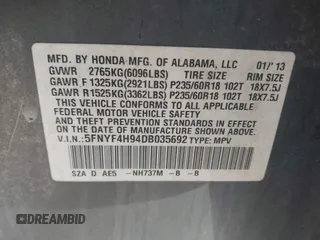 MFD. BY HONDA MFG. OF ALABAMA, LLC 01/'13
GVWR 2765KG(6096LBS) TIRE SIZE RIM SIZE
GAWR F 1325KG(2921LBS) P235/60R18 102T 18X7.5J
GAWR R 1525KG(3362LBS) P235/60R18 102T 18X7.5J
THIS VEHICLE CONFORMS TO ALL APPLICABLE
FEDERAL MOTOR VEHICLE SAFETY STANDARDS IN
EFFECT ON THE DATE OF MANUFACTURE SHOWN ABOVE.
V.I.N.: 5FNYF4H94DB035692 TYPE: MPV
SZA D AE5 -NH737M -B -B
© DREAMBID DREAMBID.COM